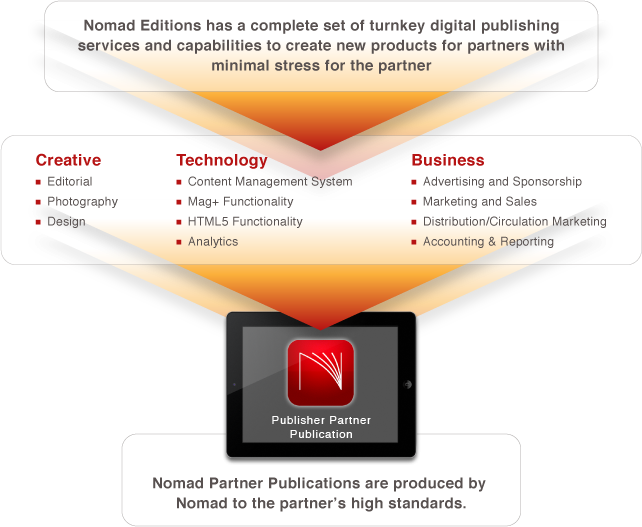 Nomad Editions has a complete set of turnkey digital publishing
services and capabilities to create new products for partners with
minimal stress for the partner
Creative
Editorial
Photography
Design
Technology
Content Management System
Mag+ Functionality
HTML5 Functionality
Analytics
Business
Advertising and Sponsorship
Marketing and Sales
Distribution/Circulation Marketing
Accounting & Reporting
Publisher Partner
Publication
Nomad Partner Publications are produced by
Nomad to the partner’s high standards.